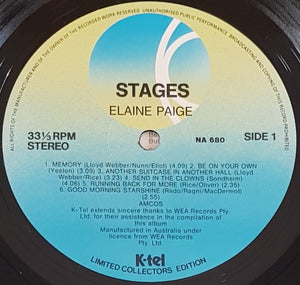 ALL RIGHTS OF THE MANUFACTURER AND OF THE OWNER OF THE RECORDED WORK RESERVED. UNAUTHORISED PUBLIC PERFORMANCE, BROADCASTING AND COPYING OF THIS RECORD PROHIBITED
K
STAGES
ELAINE PAIGE
33⅓ RPM
STEREO
NA 680
SIDE 1
1. MEMORY (Lloyd Webber/Nunn/Eliot) (4.09) 2. BE ON YOUR OWN
(Yeston) (3.09) 3. ANOTHER SUITCASE IN ANOTHER HALL (Lloyd
Webber/Rice) (3.23) 4. SEND IN THE CLOWNS (Sondheim)
5. RUNNING BACK FOR MORE (Rice/Oliver) (3.35)
6. GOOD MORNING STARSHINE (Rado/Ragni/MacDermot)
(2.55)
AMCOS
K-Tel extends sincere thanks to WEA Records Pty.
Ltd for their assistance in the compilation of
this album
Manufactured in Australia under
licence from WEA Records
Pty. Ltd.
K-tel
LIMITED COLLECTORS EDITION